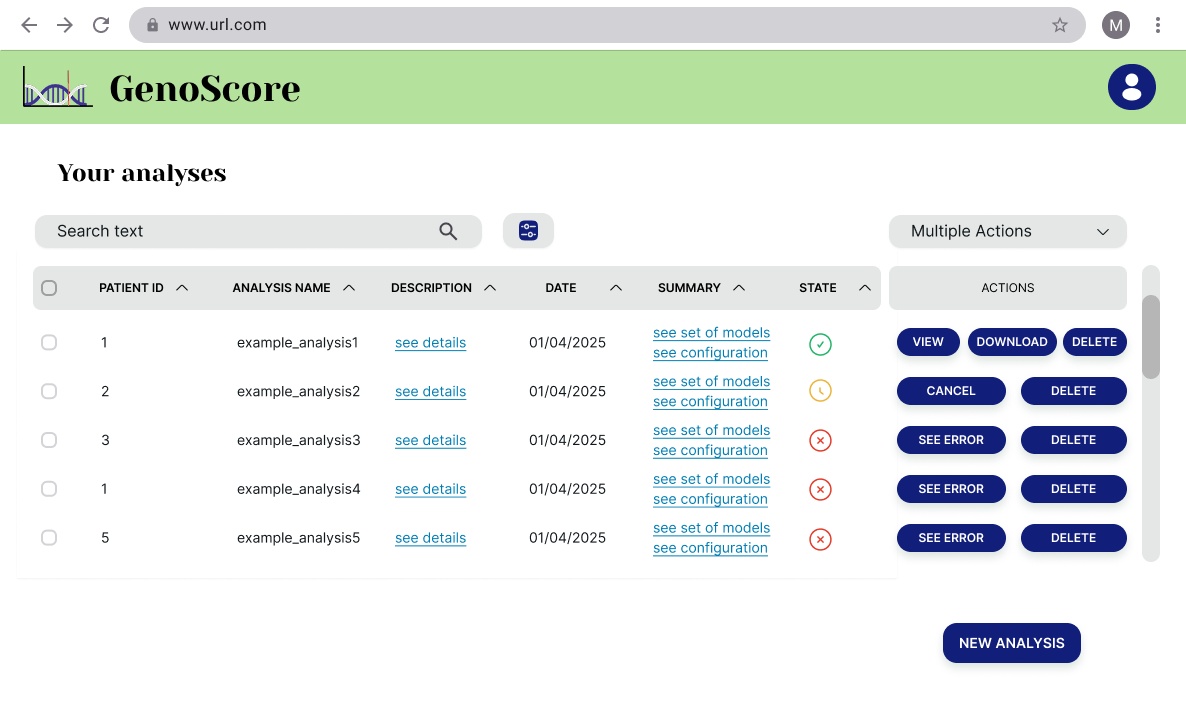 www.url.com
M
GenoScore
Your analyses
Search text
Multiple Actions
PATIENT ID ANALYSIS NAME DESCRIPTION DATE SUMMARY STATE ACTIONS
1 example_analysis1 see details 01/04/2025 see set of models
see configuration
VIEW DOWNLOAD DELETE
2 example_analysis2 see details 01/04/2025 see set of models
see configuration
CANCEL DELETE
3 example_analysis3 see details 01/04/2025 see set of models
see configuration
SEE ERROR DELETE
1 example_analysis4 see details 01/04/2025 see set of models
see configuration
SEE ERROR DELETE
5 example_analysis5 see details 01/04/2025 see set of models
see configuration
SEE ERROR DELETE
NEW ANALYSIS